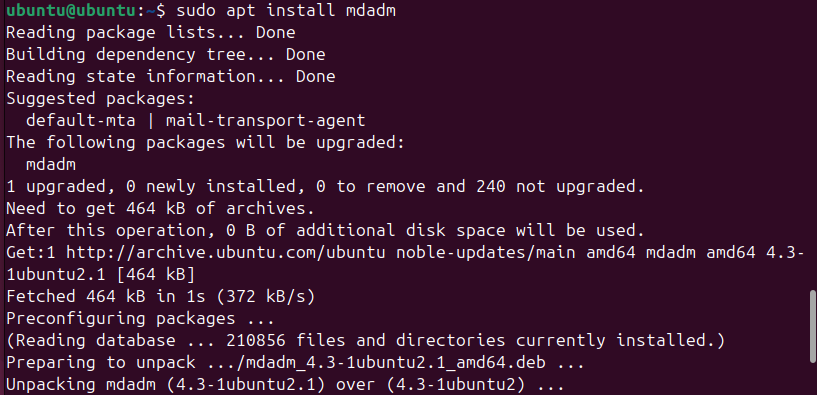 ubuntu@ubuntu:~$ sudo apt install mdadm
Reading package lists... Done
Building dependency tree... Done
Reading state information... Done
Suggested packages:
  default-mta | mail-transport-agent
The following packages will be upgraded:
  mdadm
1 upgraded, 0 newly installed, 0 to remove and 240 not upgraded.
Need to get 464 kB of archives.
After this operation, 0 B of additional disk space will be used.
Get:1 http://archive.ubuntu.com/ubuntu noble-updates/main amd64 mdadm amd64 4.3-
1ubuntu2.1 [464 kB]
Fetched 464 kB in 1s (372 kB/s)
Preconfiguring packages ...
(Reading database ... 210856 files and directories currently installed.)
Preparing to unpack .../mdadm_4.3-1ubuntu2.1_amd64.deb ...
Unpacking mdadm (4.3-1ubuntu2.1) over (4.3-1ubuntu2) ...